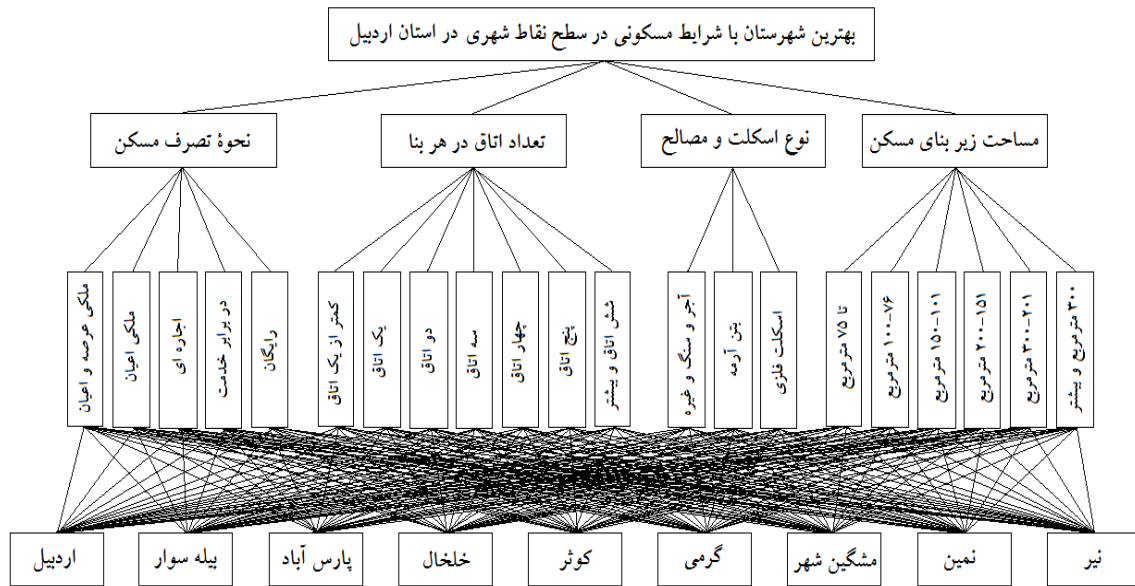 بهترین شهرستان با شرایط مسکونی در سطح نقاط شهری در استان اردبیل
مساحت زیر بنای مسکن
نوع اسکلت و مصالح
تعداد اتاق در هر بنا
نحوۀ تصرف مسکن
۳۰۰ مترمربع و بیشتر
۲۰۱-۳۰۰ مترمربع
۱۵۱-۲۰۰ مترمربع
۱۰۱-۱۵۰ مترمربع
۷۶-۱۰۰ مترمربع
تا ۷۵ مترمربع
اسکلت فلزی
بتن آرمه
آجر و سنگ و غیره
شش اتاق و بیشتر
پنج اتاق
چهار اتاق
سه اتاق
دو اتاق
یک اتاق
کمتر از یک اتاق
رایگان
در برابر خدمت
اجاره ای
ملکی اعیان
ملکی عرصه و اعیان
نیر
نمین
مشگین شهر
گرمی
کوثر
خلخال
پارس آباد
بیله سوار
اردبیل